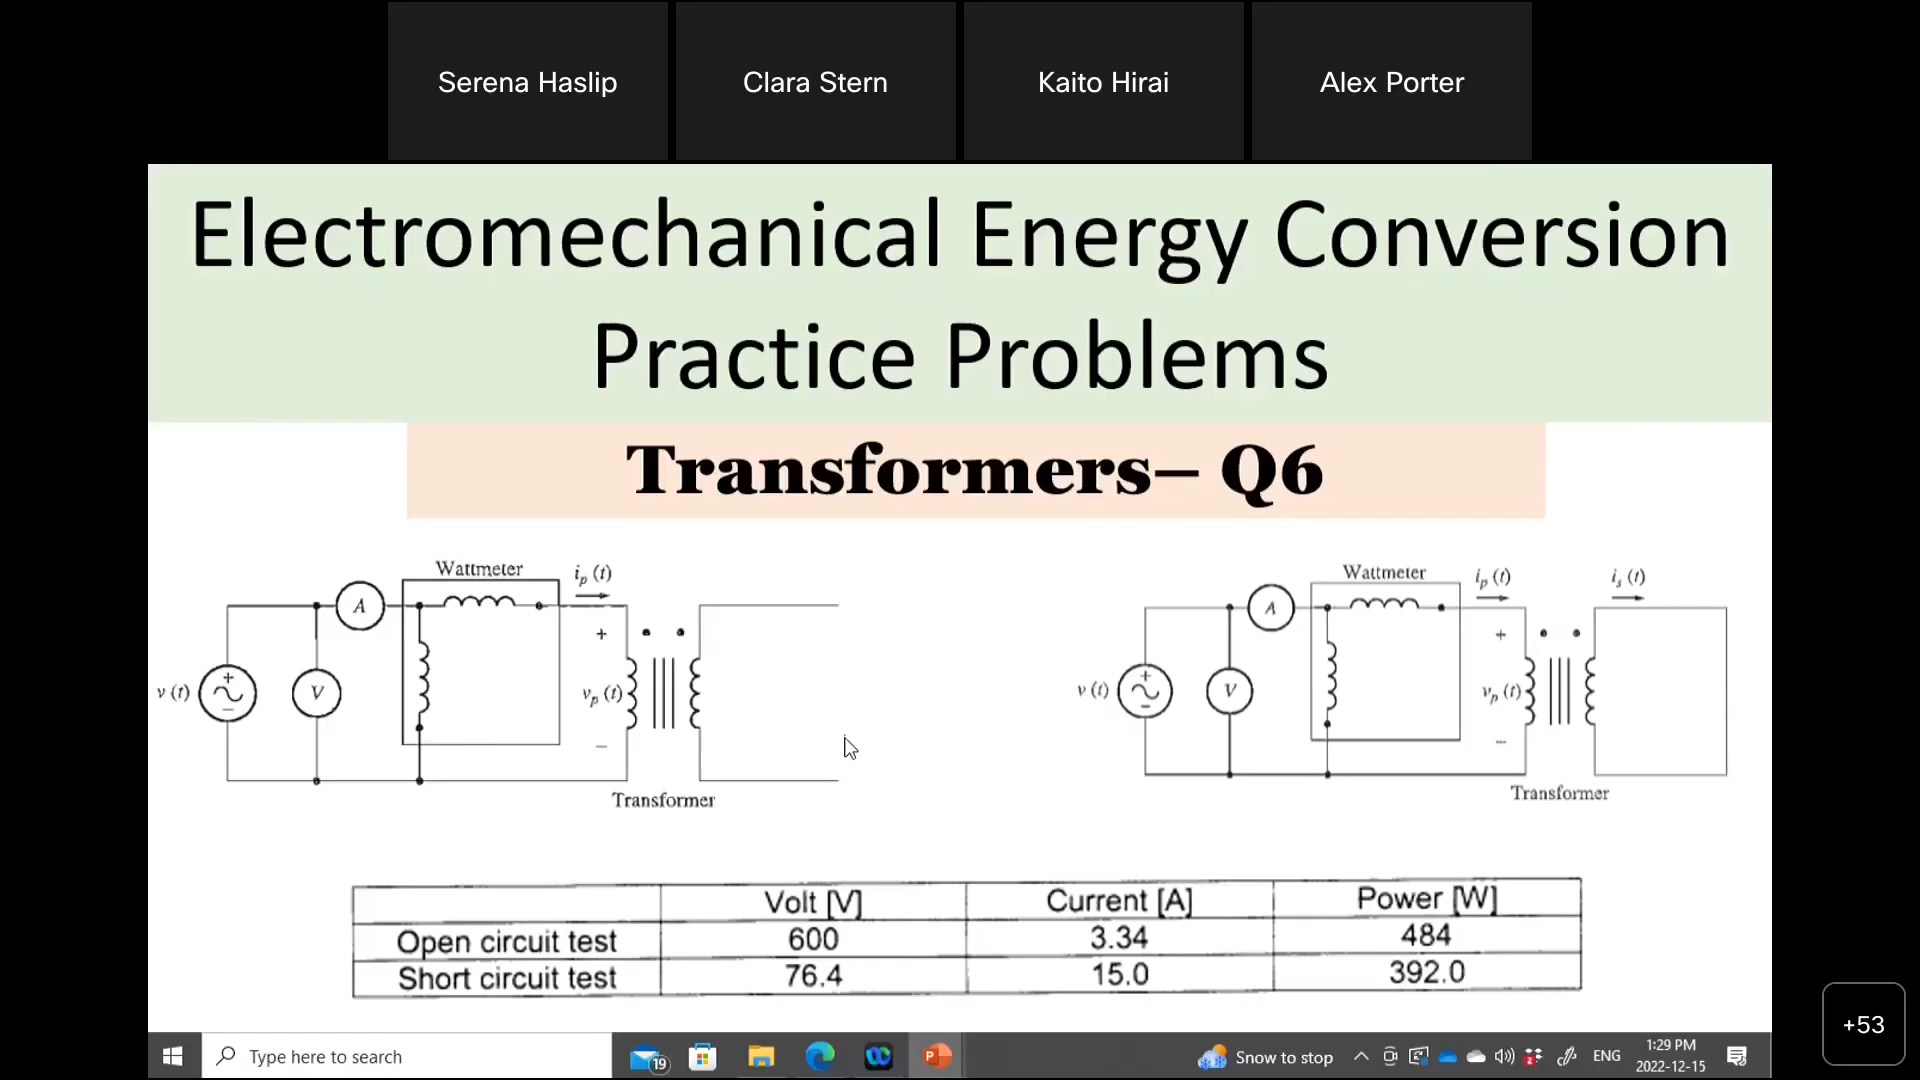 Serena Haslip
Clara Stern
Kaito Hirai
Alex Porter
Electromechanical Energy Conversion
Practice Problems
Transformers– Q6
Wattmeter
i_p (t)
A
+
v (t)
+
–
V
v_p (t)
–
Transformer
Wattmeter
i_p (t)
i_s (t)
A
+
v (t)
+
–
V
v_p (t)
–
Transformer
Volt [V] Current [A] Power [W]
Open circuit test 600 3.34 484
Short circuit test 76.4 15.0 392.0
+53
Type here to search
19
P
Snow to stop
2
ENG
1:29 PM
2022-12-15